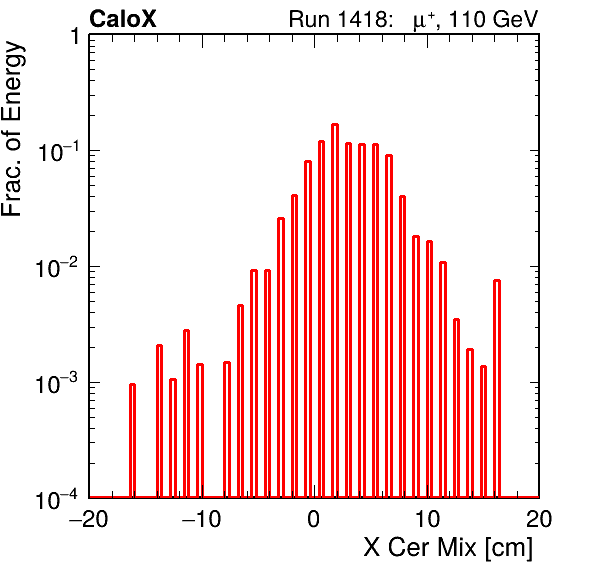 CaloX Run 1418: μ⁺, 110 GeV
Frac. of Energy
1
10⁻¹
10⁻²
10⁻³
10⁻⁴
−20 −10 0 10 20
X Cer Mix [cm]